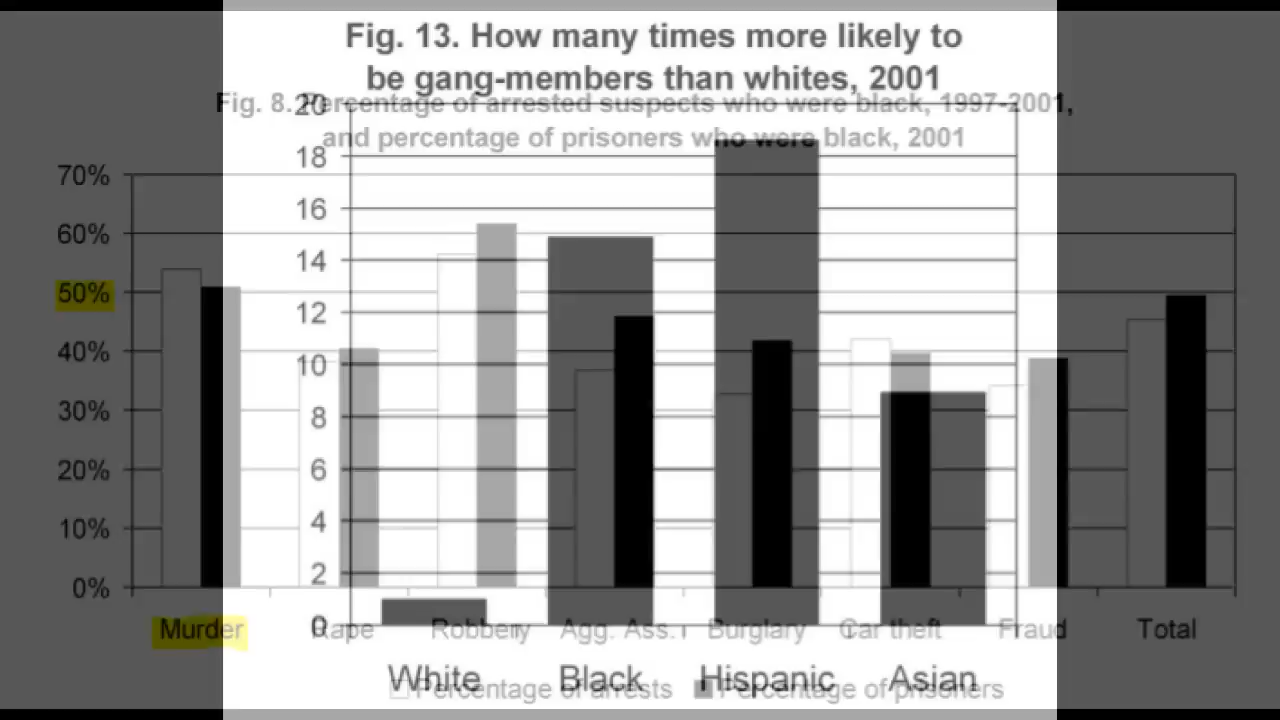 Fig. 13. How many times more likely to
be gang-members than whites, 2001
Fig. 8. Percentage of arrested suspects who were black, 1997-2001,
and percentage of prisoners who were black, 2001
20
18
16
14
12
10
8
6
4
2
0
70%
60%
50%
40%
30%
20%
10%
0%
Murder Rape Robbery Agg. Ass. Burglary Car theft Fraud Total
White Black Hispanic Asian
Percentage of arrests Percentage of prisoners